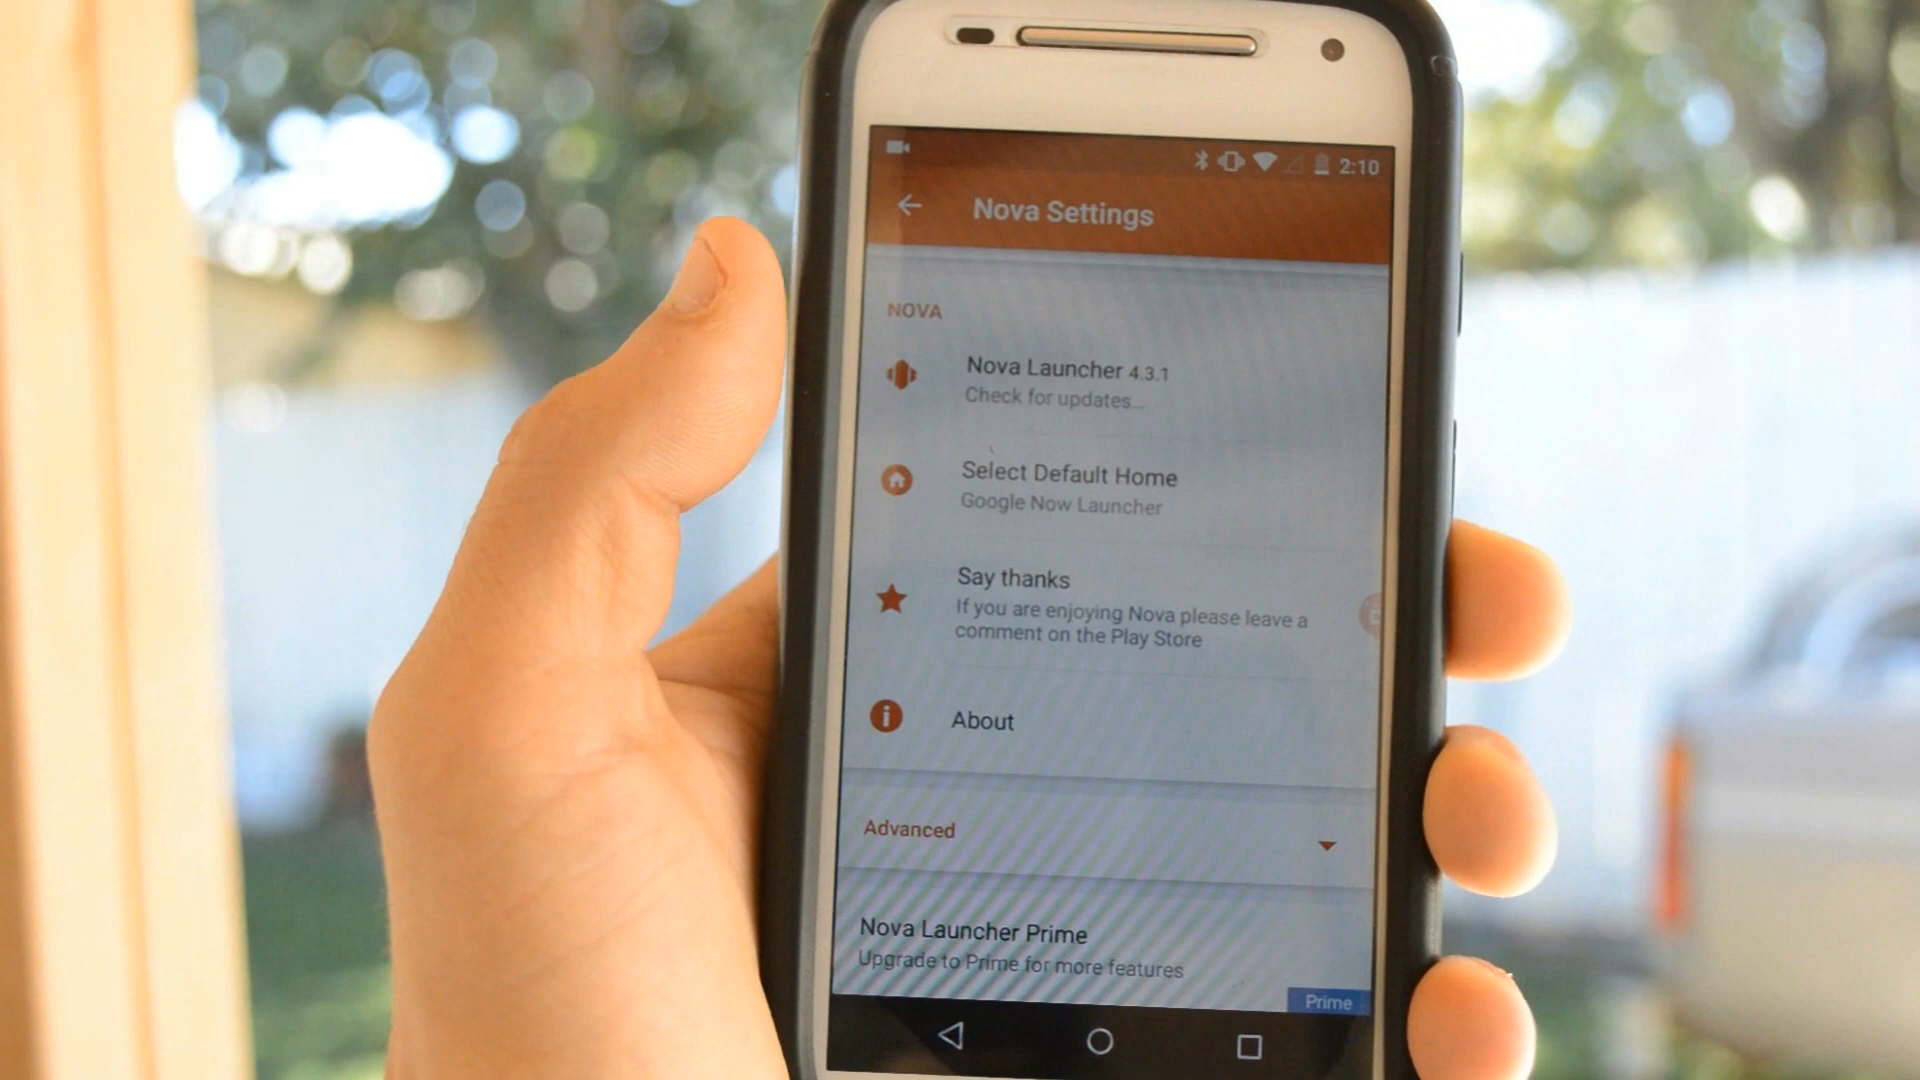 2:10
Nova Settings
NOVA
Nova Launcher 4.3.1
Check for updates...
Select Default Home
Google Now Launcher
Say thanks
If you are enjoying Nova please leave a
comment on the Play Store
About
Advanced
Nova Launcher Prime
Upgrade to Prime for more features
Prime